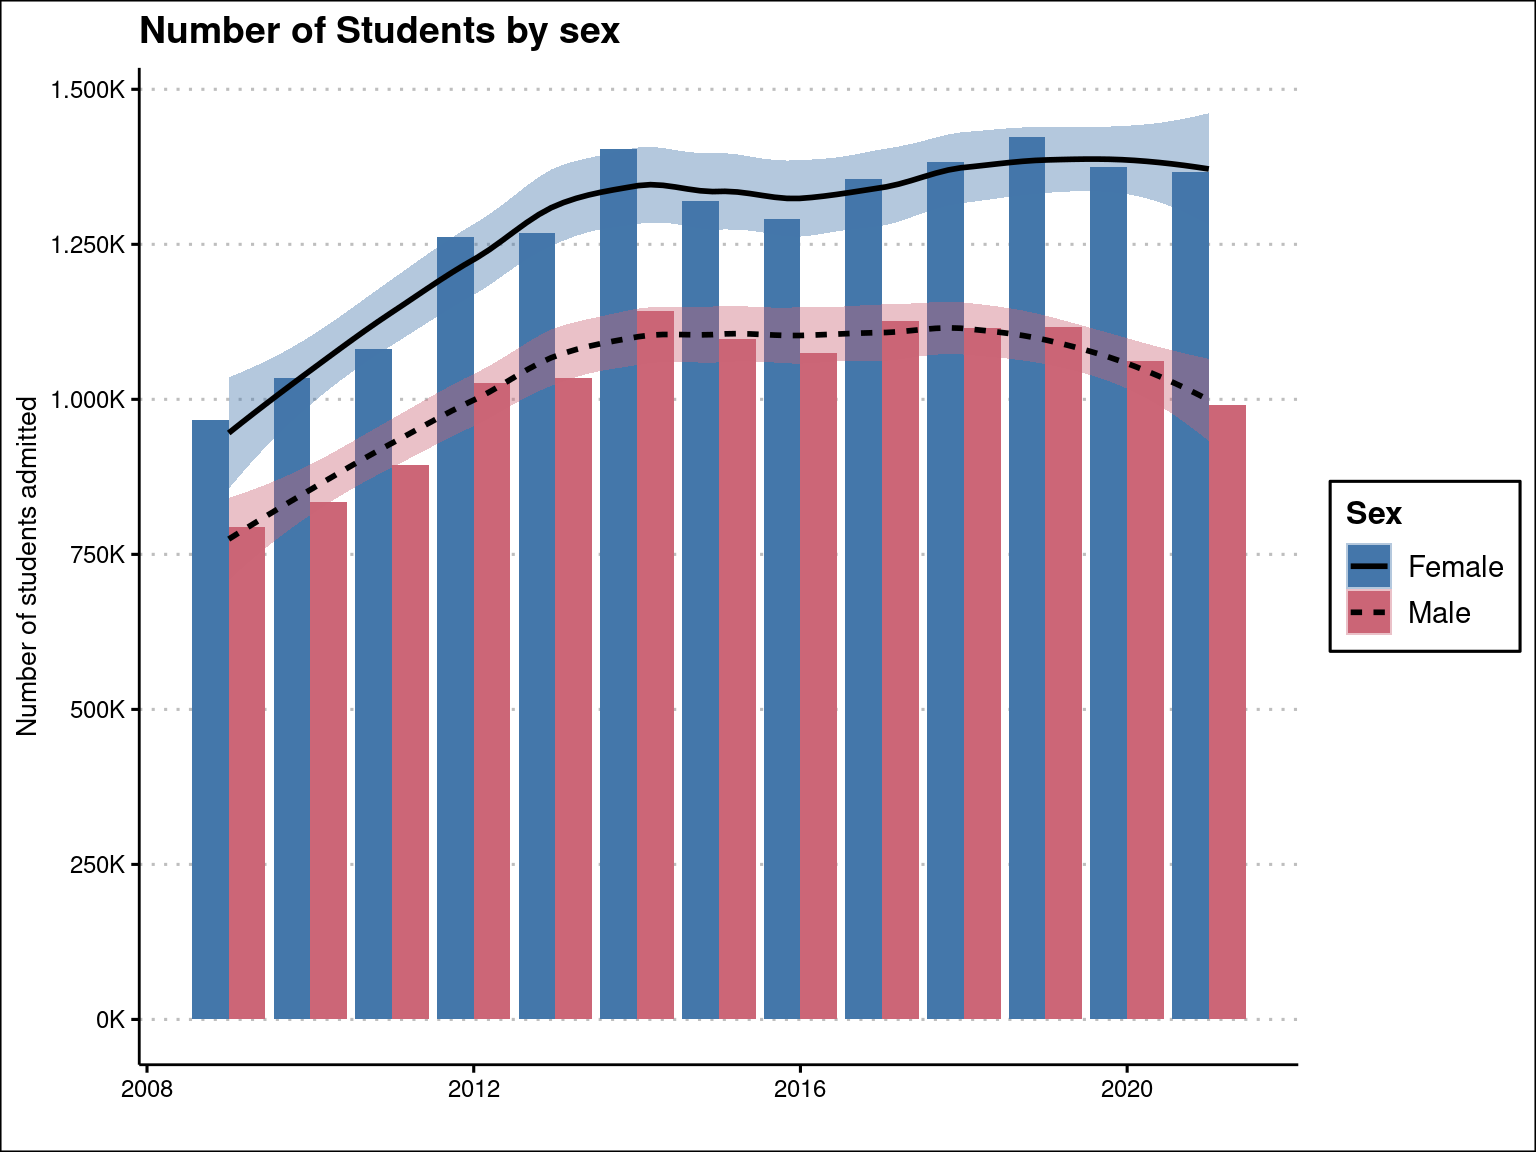 Number of Students by sex
Number of students admitted
1.500K
1.250K
1.000K
750K
500K
250K
0K
2008
2012
2016
2020
Sex
Female
Male